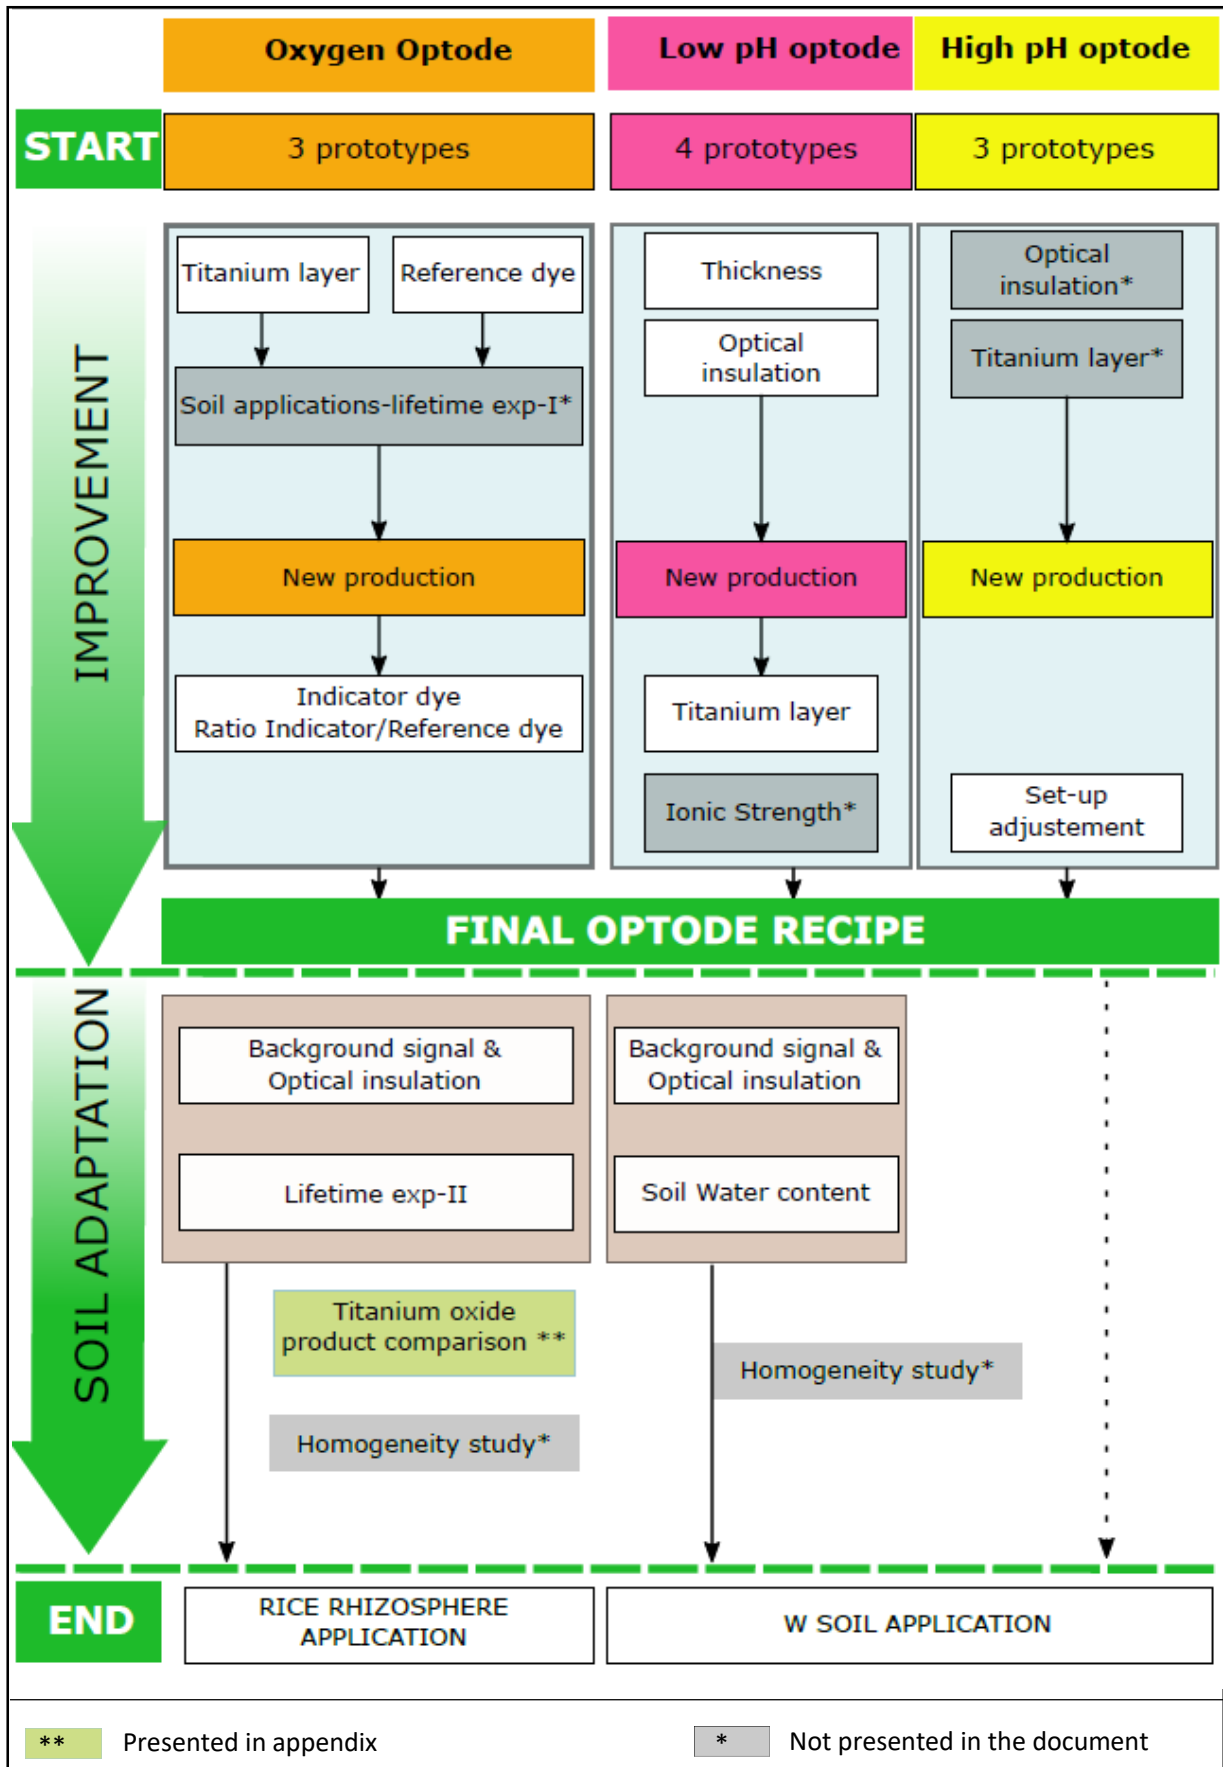 Oxygen Optode
Low pH optode
High pH optode
START
3 prototypes
4 prototypes
3 prototypes
IMPROVEMENT
Titanium layer
Reference dye
Soil applications-lifetime exp-I*
New production
Indicator dye
Ratio Indicator/Reference dye
Thickness
Optical
insulation
New production
Titanium layer
Ionic Strength*
Optical
insulation*
Titanium layer*
New production
Set-up
adjustement
FINAL OPTODE RECIPE
SOIL ADAPTATION
Background signal &
Optical insulation
Lifetime exp-II
Titanium oxide
product comparison **
Homogeneity study*
Background signal &
Optical insulation
Soil Water content
Homogeneity study*
END
RICE RHIZOSPHERE
APPLICATION
W SOIL APPLICATION
** Presented in appendix
* Not presented in the document